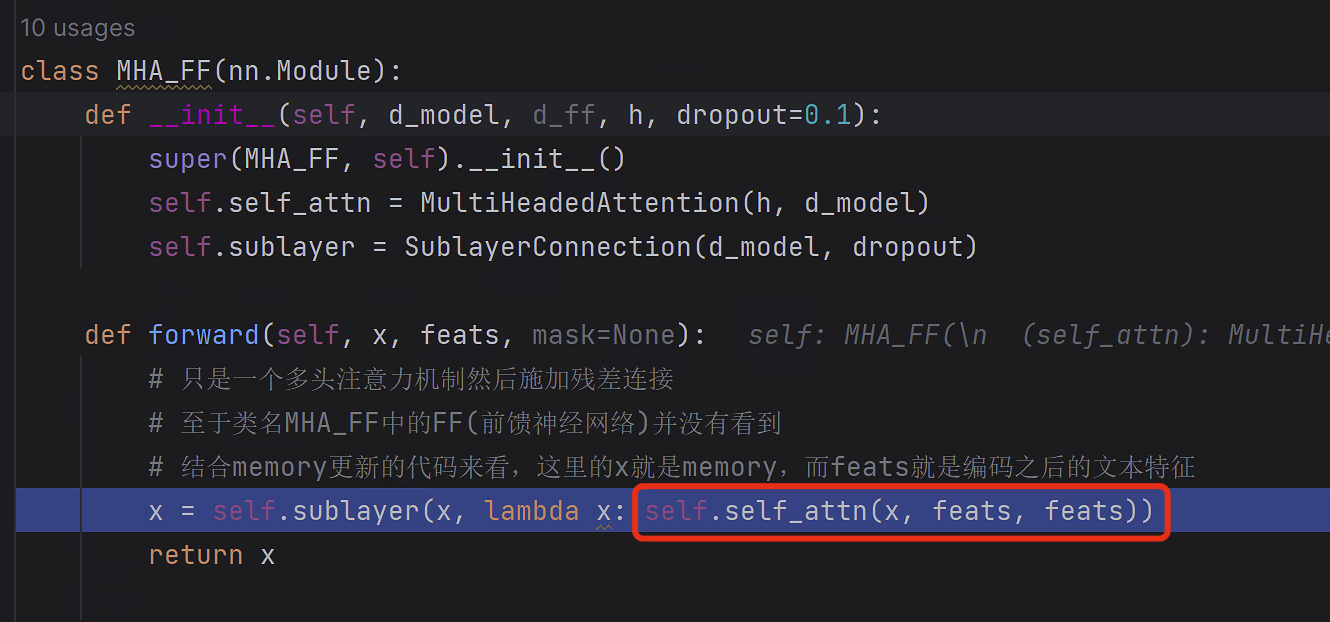 10 usages
class MHA_FF(nn.Module):
    def __init__(self, d_model, d_ff, h, dropout=0.1):
        super(MHA_FF, self).__init__()
        self.self_attn = MultiHeadedAttention(h, d_model)
        self.sublayer = SublayerConnection(d_model, dropout)
    def forward(self, x, feats, mask=None):   self: MHA_FF(\n  (self_attn): MultiHe
        # 只是一个多头注意力机制然后施加残差连接
        # 至于类名MHA_FF中的FF(前馈神经网络)并没有看到
        # 结合memory更新的代码来看，这里的x就是memory，而feats就是编码之后的文本特征
        x = self.sublayer(x, lambda x: self.self_attn(x, feats, feats))
        return x